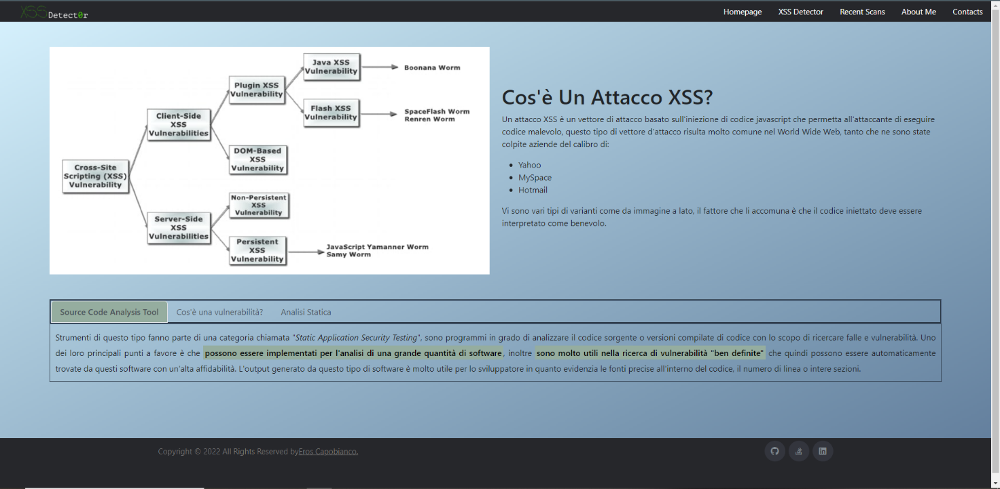 XSSDetect0r
Homepage
XSS Detector
Recent Scans
About Me
Contacts
Java XSS
Vulnerability
Boonana Worm
Plugin XSS
Vulnerability
Flash XSS
Vulnerability
SpaceFlash Worm
Renren Worm
Client-Side
XSS
Vulnerabilities
DOM-Based
XSS
Vulnerability
Cross-Site
Scripting (XSS)
Vulnerability
Non-Persistent
XSS
Vulnerability
Server-Side
XSS
Vulnerabilities
Persistent
XSS
Vulnerability
JavaScript Yamanner Worm
Samy Worm
Cos'è Un Attacco XSS?
Un attacco XSS è un vettore di attacco basato sull'iniezione di codice javascript che permetta all'attaccante di eseguire
codice malevolo, questo tipo di vettore d'attacco risulta molto comune nel World Wide Web, tanto che ne sono state
colpite aziende del calibro di:
Yahoo
MySpace
Hotmail
Vi sono vari tipi di varianti come da immagine a lato, il fattore che li accomuna è che il codice iniettato deve essere
interpretato come benevolo.
Source Code Analysis Tool
Cos'è una vulnerabilità?
Analisi Statica
Strumenti di questo tipo fanno parte di una categoria chiamata "Static Application Security Testing", sono programmi in grado di analizzare il codice sorgente o versioni compilate di codice con lo scopo di ricercare falle e vulnerabilità. Uno
dei loro principali punti a favore è che possono essere implementati per l'analisi di una grande quantità di software, inoltre sono molto utili nella ricerca di vulnerabilità "ben definite" che quindi possono essere automaticamente
trovate da questi software con un'alta affidabilità. L'output generato da questo tipo di software è molto utile per lo sviluppatore in quanto evidenzia le fonti precise all'interno del codice, il numero di linea o intere sezioni.
Copyright © 2022 All Rights Reserved byEros Capobianco.